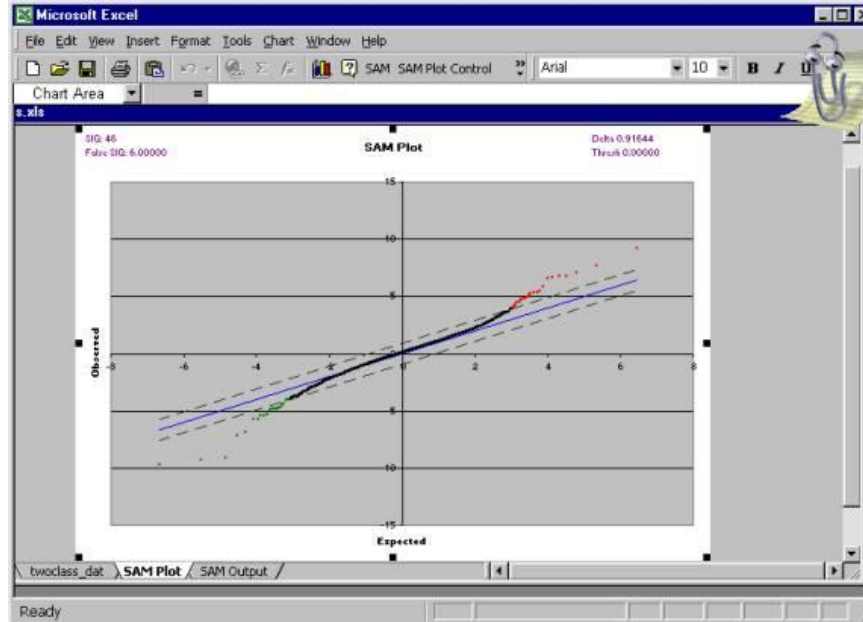 Microsoft Excel
File Edit View Insert Format Tools Chart Window Help
SAM SAM Plot Control » Arial 10 B I U
Chart Area =
s.xls
SIG: 46
False SIG: 6.00000
SAM Plot
Delta 0.91644
Thresh 0.00000
15
10
5
0
-8 -6 -4 -2 0 2 4 6 8
5
-10
-15
Observed
Expected
twoclass_dat SAM Plot SAM Output
Ready